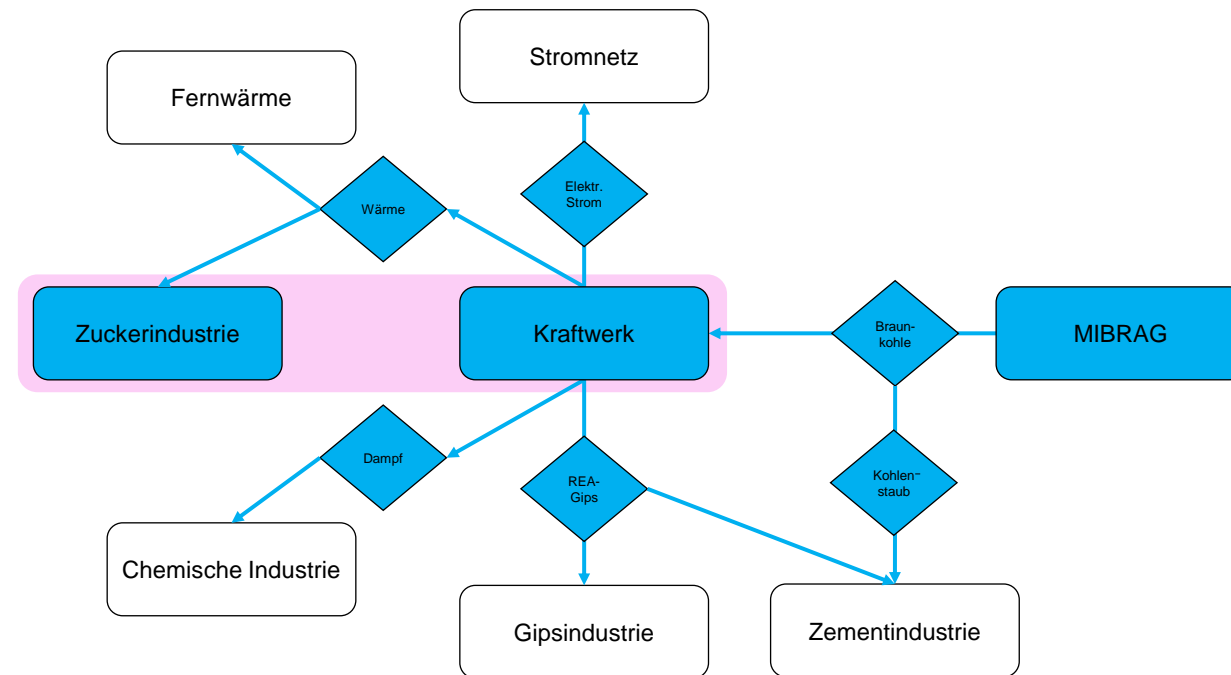 Stromnetz
Fernwärme
Elektr.
Strom
Wärme
Zuckerindustrie
Kraftwerk
Braun-
kohle
MIBRAG
Dampf
REA-
Gips
Kohlen-
staub
Chemische Industrie
Gipsindustrie
Zementindustrie